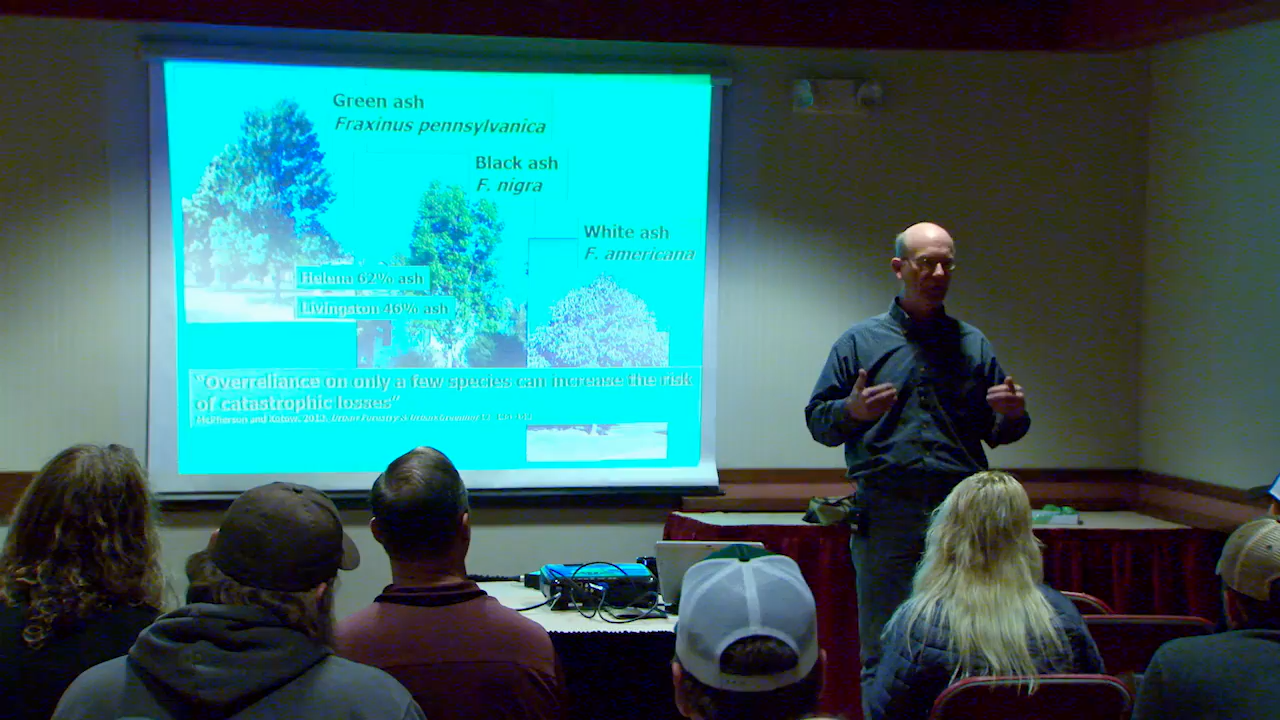 Green ash
Fraxinus pennsylvanica
Black ash
F. nigra
White ash
F. americana
Helena 62% ash
Livingston 46% ash
"Overreliance on only a few species can increase the risk
of catastrophic losses"
McPherson and Kotow, 2013. Urban Forestry & Urban Greening 12